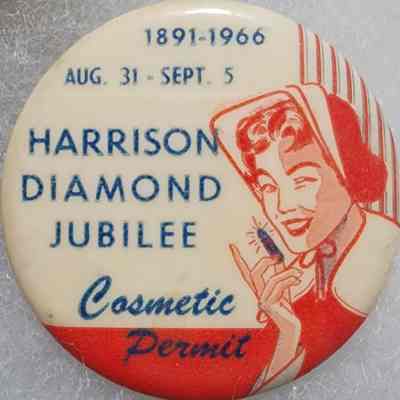 1891-1966
AUG. 31 - SEPT. 5
HARRISON
DIAMOND
JUBILEE
Cosmetic
Permit